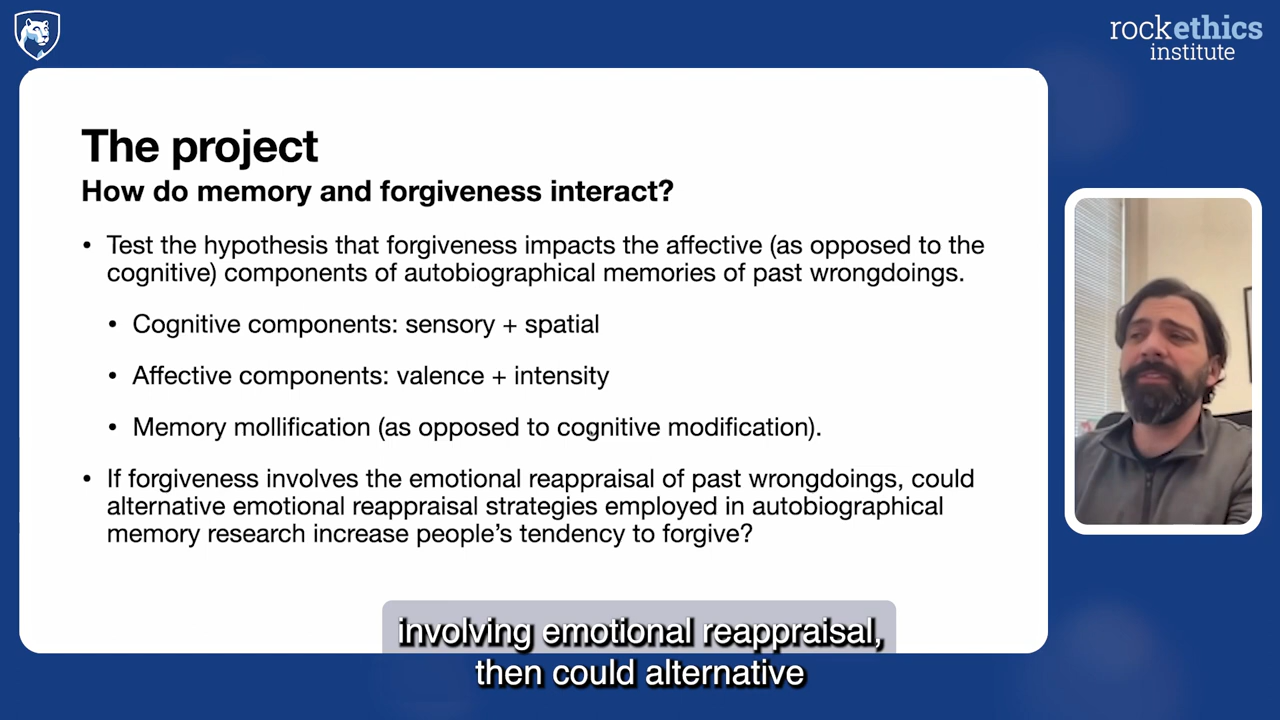 rockethics
institute
The project
How do memory and forgiveness interact?
• Test the hypothesis that forgiveness impacts the affective (as opposed to the
cognitive) components of autobiographical memories of past wrongdoings.
• Cognitive components: sensory + spatial
• Affective components: valence + intensity
• Memory mollification (as opposed to cognitive modification).
• If forgiveness involves the emotional reappraisal of past wrongdoings, could
alternative emotional reappraisal strategies employed in autobiographical
memory research increase people’s tendency to forgive?
involving emotional reappraisal,
then could alternative